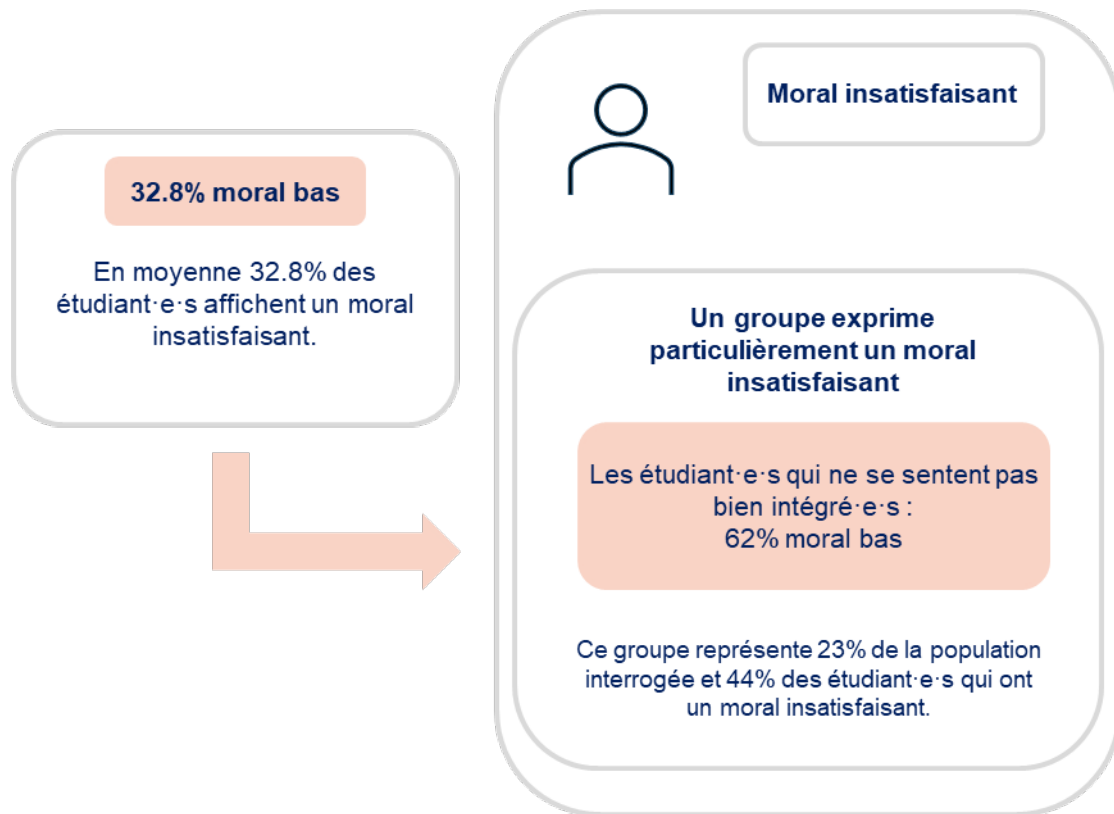 32.8% moral bas
En moyenne 32.8% des
étudiant·e·s affichent un moral
insatisfaisant.
Moral insatisfaisant
Un groupe exprime
particulièrement un moral
insatisfaisant
Les étudiant·e·s qui ne se sentent pas
bien intégré·e·s :
62% moral bas
Ce groupe représente 23% de la population
interrogée et 44% des étudiant·e·s qui ont
un moral insatisfaisant.